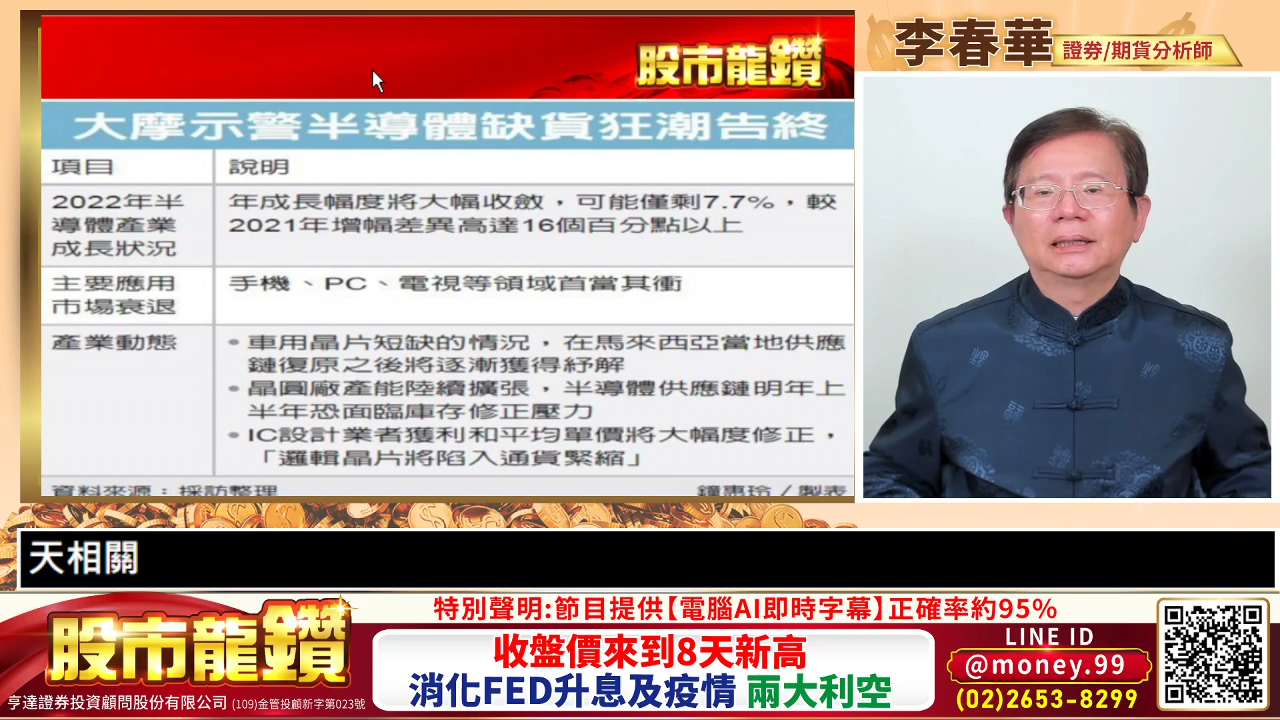 股市龍鑽
李春華
證券/期貨分析師
大摩示警半導體缺貨狂潮告終
項目
說明
2022年半
導體產業
成長狀況
年成長幅度將大幅收斂，可能僅剩7.7%，較
2021年增幅差異高達16個百分點以上
主要應用
市場衰退
手機、PC、電視等領域首當其衝
產業動態
•車用晶片短缺的情況，在馬來西亞當地供應
鏈復原之後將逐漸獲得紓解
•晶圓廠產能陸續擴張，半導體供應鏈明年上
半年恐面臨庫存修正壓力
•IC設計業者獲利和平均單價將大幅度修正，
「邏輯晶片將陷入通貨緊縮」
資料來源：採訪整理
鐘惠玲／製表
天相關
股市龍鑽
亨達證券投資顧問股份有限公司 (109)金管投顧新字第023號
特別聲明:節目提供【電腦AI即時字幕】正確率約95%
收盤價來到8天新高
消化FED升息及疫情 兩大利空
LINE ID
@money.99
(02)2653-8299